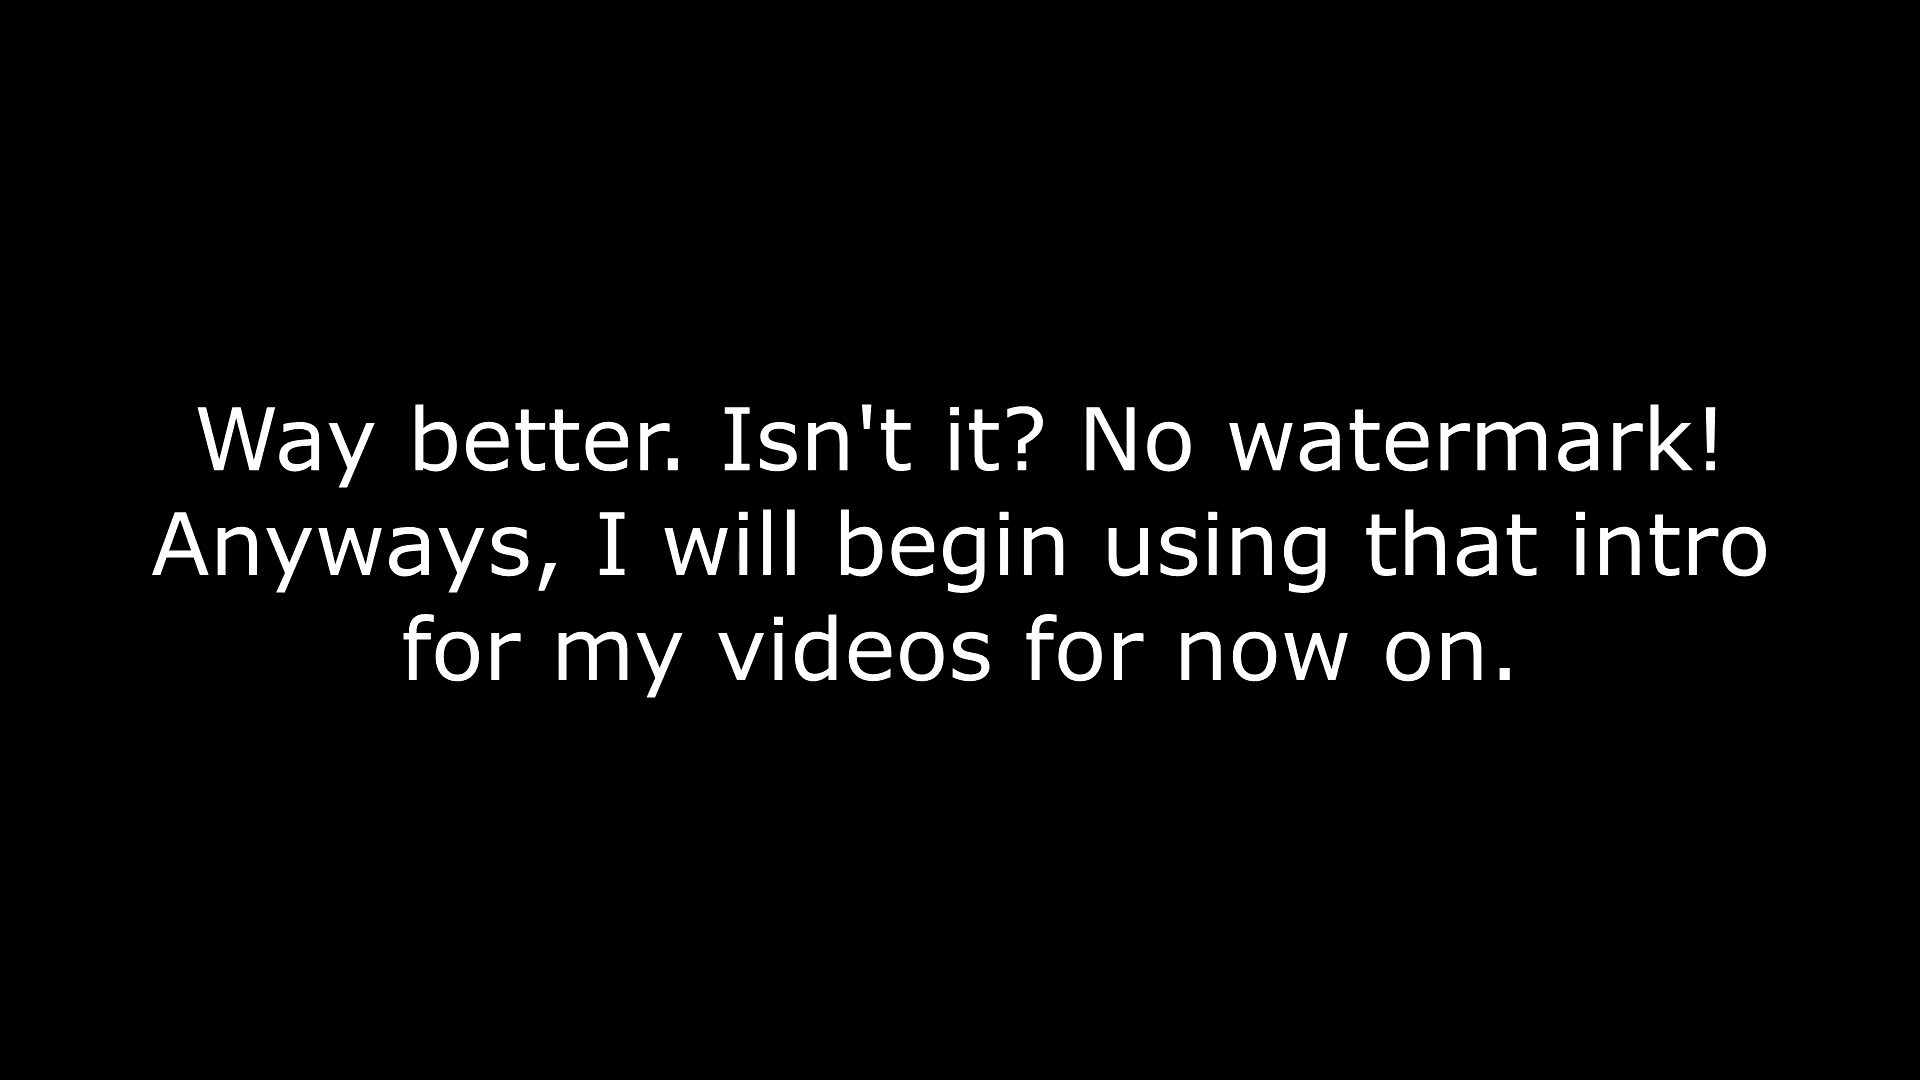 Way better. Isn't it? No watermark!
Anyways, I will begin using that intro
for my videos for now on.